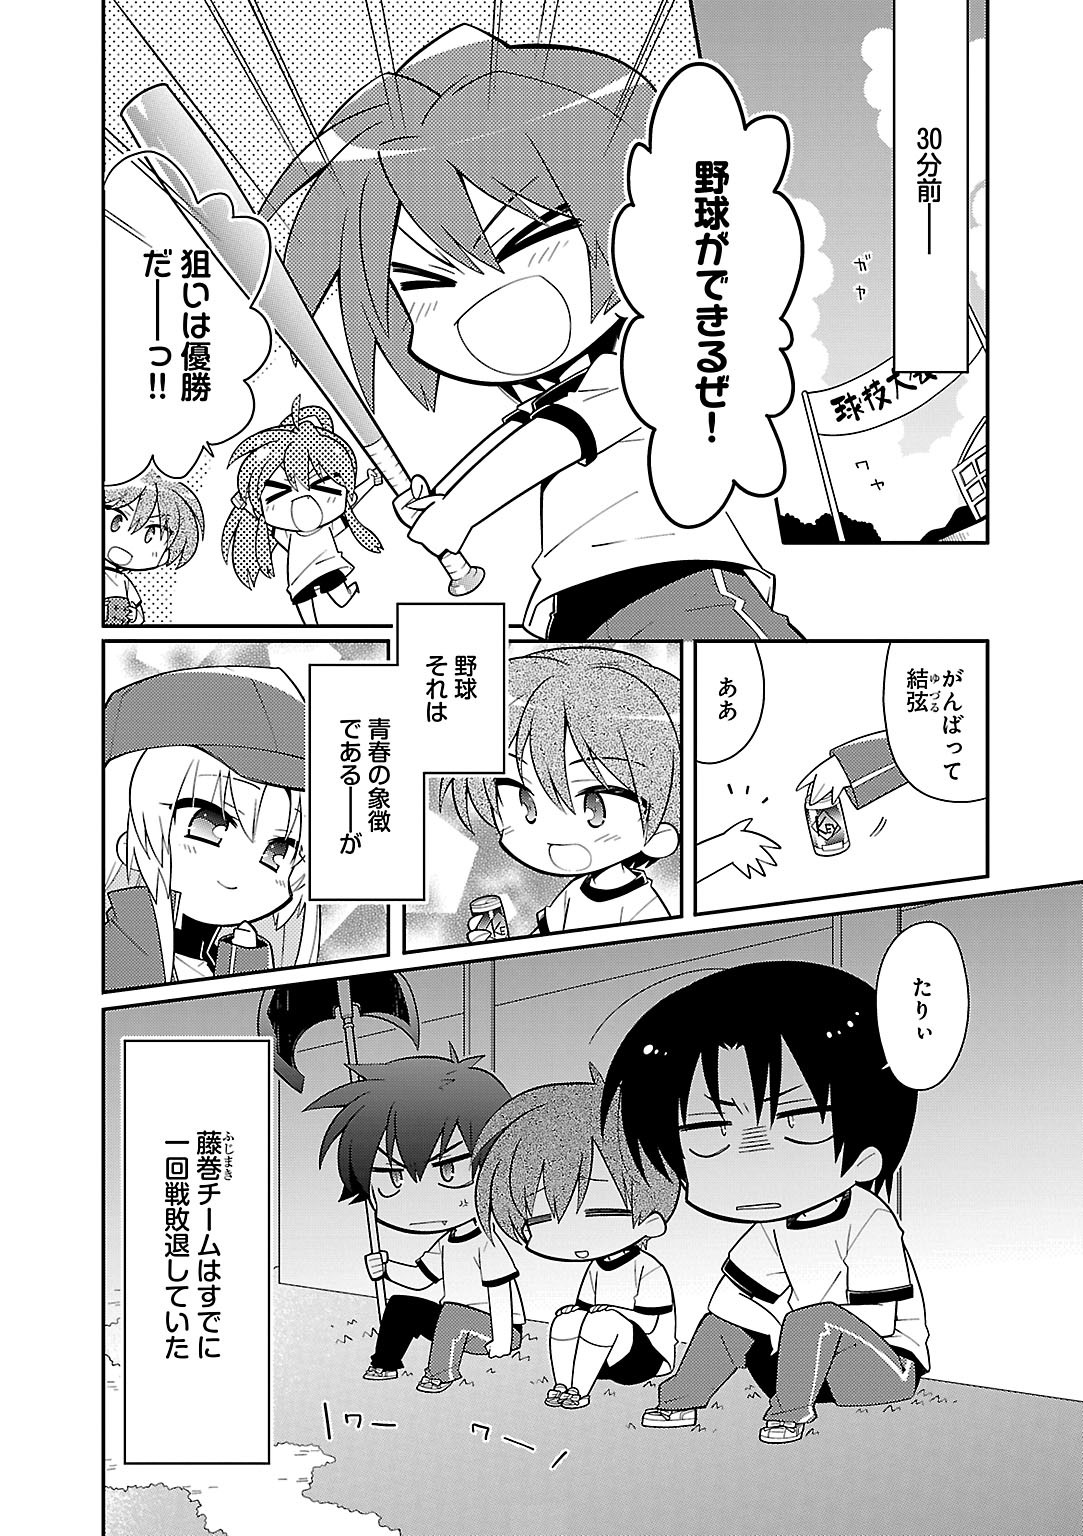 30分前――
ガヤ
ガヤ
球技大会
ワヤ
野球ができるぜ！
狙いは優勝
だ――っ!!
がんばって
結弦
ゆづる
ああ
野球
それは
青春の象徴
である――が
たりぃ
藤巻チームはすでに
ふじまき
一回戦敗退していた
ワー
ワー